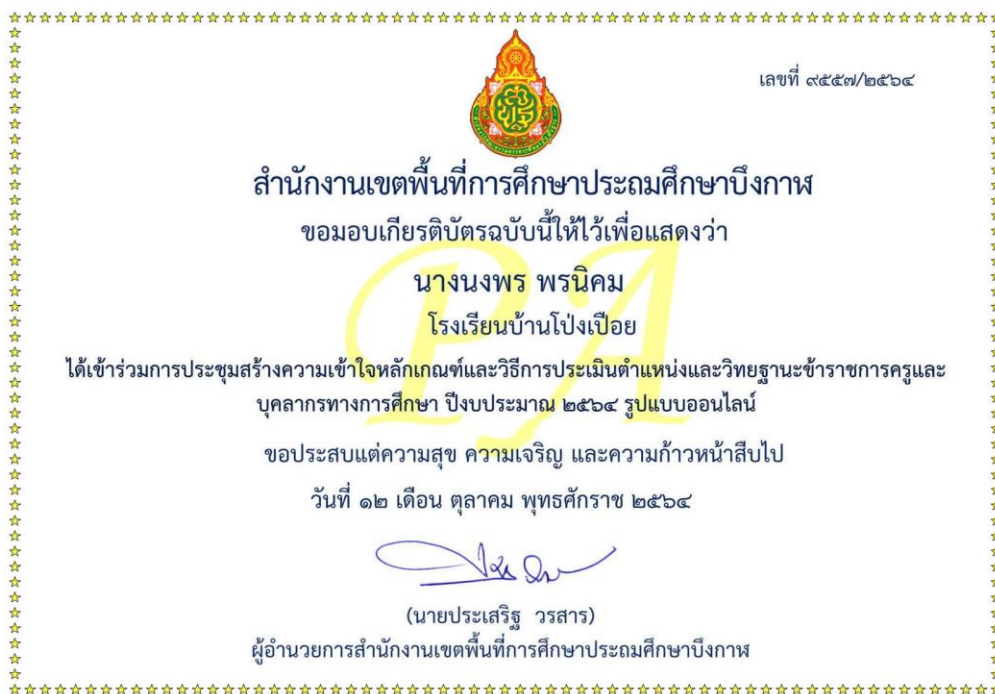 เลขที่ ๙๕๕๗/๒๕๖๔
สำนักงานเขตพื้นที่การศึกษาประถมศึกษาบึงกาฬ
ขอมอบเกียรติบัตรฉบับนี้ให้ไว้เพื่อแสดงว่า
นางนงพร พรนิคม
โรงเรียนบ้านโป่งเปือย
ได้เข้าร่วมการประชุมสร้างความเข้าใจหลักเกณฑ์และวิธีการประเมินตำแหน่งและวิทยฐานะข้าราชการครูและ
บุคลากรทางการศึกษา ปีงบประมาณ ๒๕๖๔ รูปแบบออนไลน์
PA
ขอประสบแต่ความสุข ความเจริญ และความก้าวหน้าสืบไป
วันที่ ๑๒ เดือน ตุลาคม พุทธศักราช ๒๕๖๔
(นายประเสริฐ วรสาร)
ผู้อำนวยการสำนักงานเขตพื้นที่การศึกษาประถมศึกษาบึงกาฬ